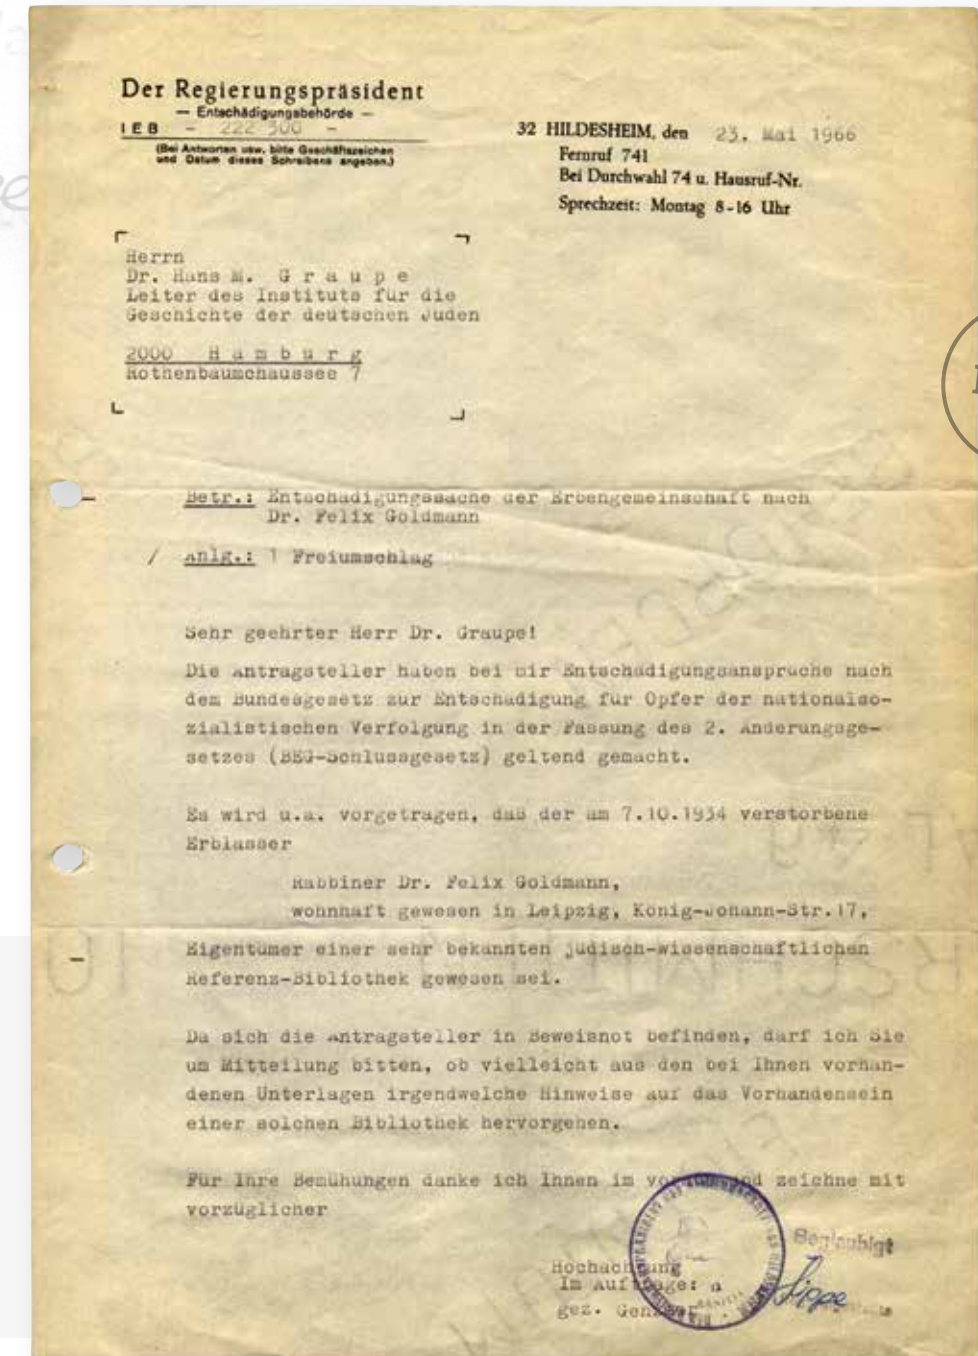 Der Regierungspräsident
— Entschädigungsbehörde —
I E B - 222 300 -
(Bei Antworten usw. bitte Geschäftszeichen
und Datum dieses Schreibens angeben.)
32 HILDESHEIM, den 23. Mai 1966
Fernruf 741
Bei Durchwahl 74 u. Hausruf-Nr.
Sprechzeit: Montag 8-16 Uhr
Herrn
Dr. Hans M. G r a u p e
Leiter des Instituts für die
Geschichte der deutschen Juden
2000 H a m b u r g
Rothenbaumchaussee 7
Betr.: Entschädigungssache der Erbengemeinschaft nach
Dr. Felix Goldmann
/ Anlg.: 1 Freiumschlag
Sehr geehrter Herr Dr. Graupe!
Die Antragsteller haben bei mir Entschädigungsansprüche nach
dem Bundesgesetz zur Entschädigung für Opfer der nationalso-
zialistischen Verfolgung in der Fassung des 2. Änderungsge-
setzes (BEG-Schlussgesetz) geltend gemacht.
Es wird u.a. vorgetragen, daß der am 7.10.1934 verstorbene
Erblasser
Rabbiner Dr. Felix Goldmann,
wohnhaft gewesen in Leipzig, König-Johann-Str.17,
Eigentümer einer sehr bekannten jüdisch-wissenschaftlichen
Referenz-Bibliothek gewesen sei.
Da sich die Antragsteller in Beweisnot befinden, darf ich Sie
um Mitteilung bitten, ob vielleicht aus den bei Ihnen vorhan-
denen Unterlagen irgendwelche Hinweise auf das Vorhandensein
einer solchen Bibliothek hervorgehen.
Für Ihre Bemühungen danke ich Ihnen im und zeichne mit
vorzüglicher
Beglaubigt
Hochachtung
Im Auftrage:
gez.
Lippe